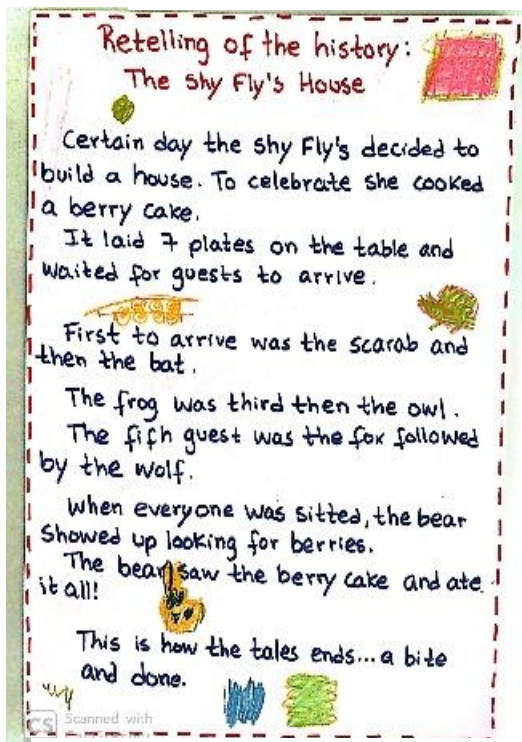 Retelling of the history:
The shy Fly's House
Certain day the shy Fly's decided to
build a house. To celebrate she cooked
a berry cake.
It laid 7 plates on the table and
waited for guests to arrive.
First to arrive was the scarab and
then the bat.
The frog was third then the owl.
The fifh guest was the fox followed
by the wolf.
When everyone was sitted, the bear
showed up looking for berries.
The bear saw the berry cake and ate
it all!
This is how the tales ends... a bite
and done.
CS Scanned with